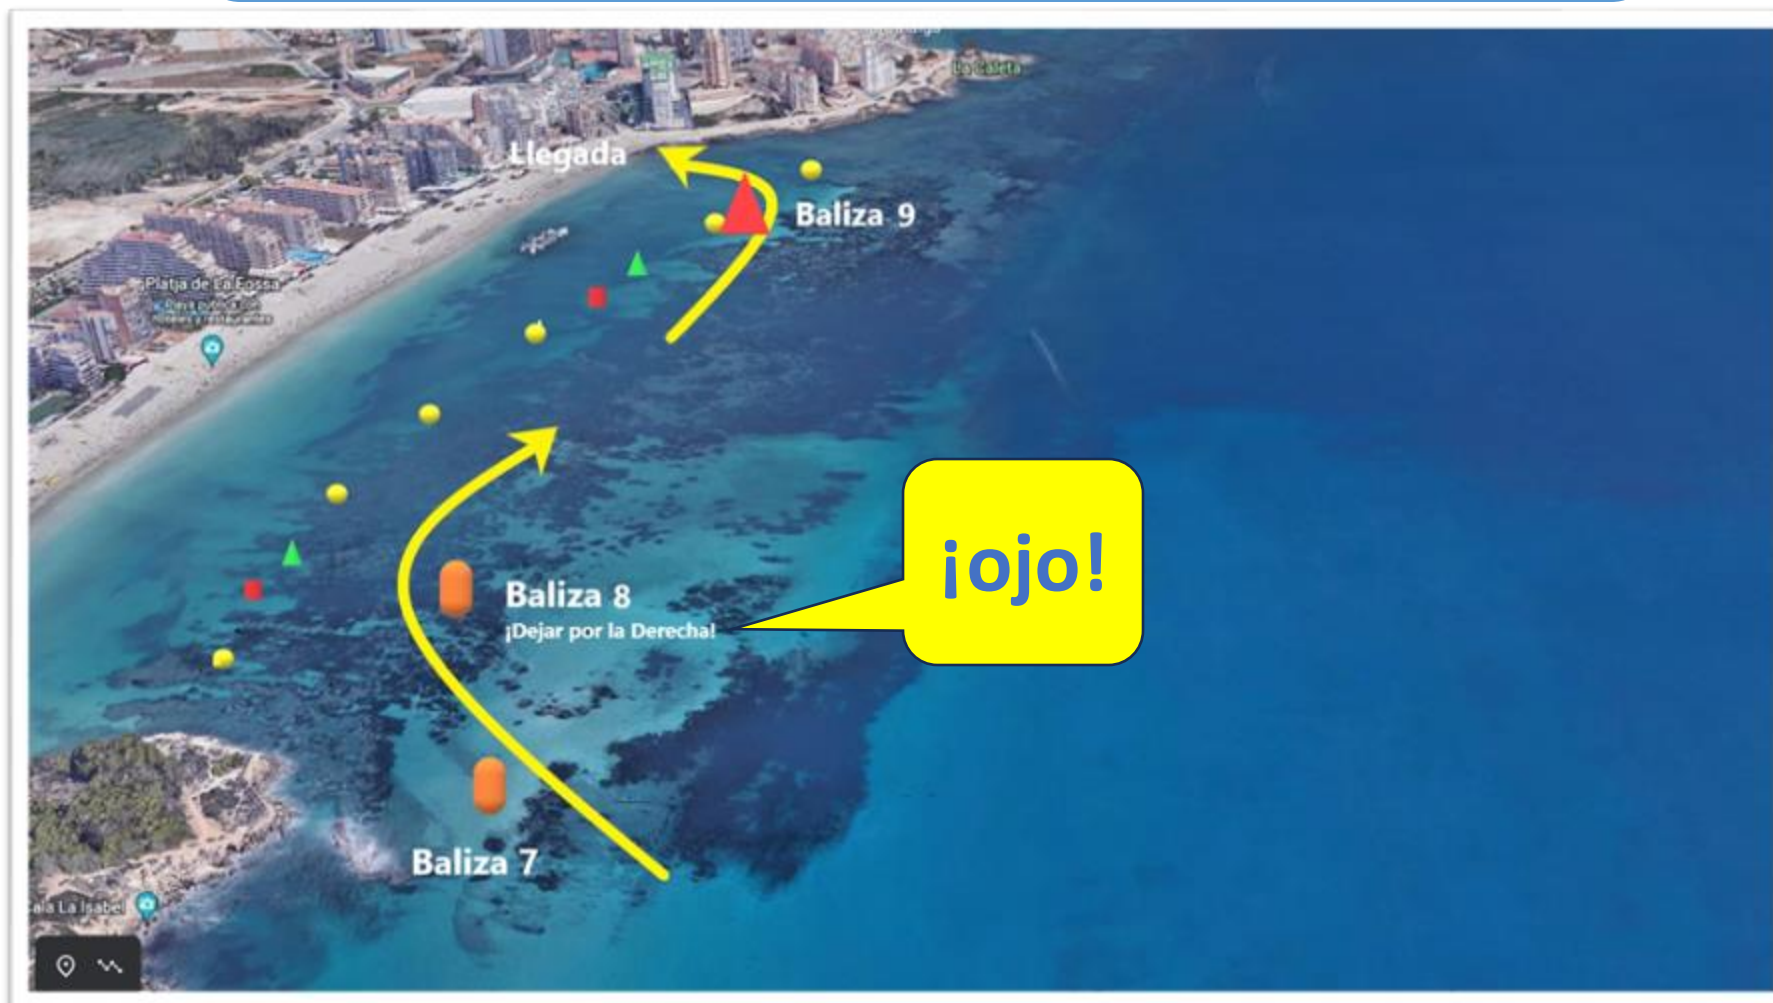 La Caleta
Llegada
Baliza 9
Platja de La Fossa
¡ojo!
Baliza 8
¡Dejar por la Derecha!
Baliza 7
Cala La Isabel